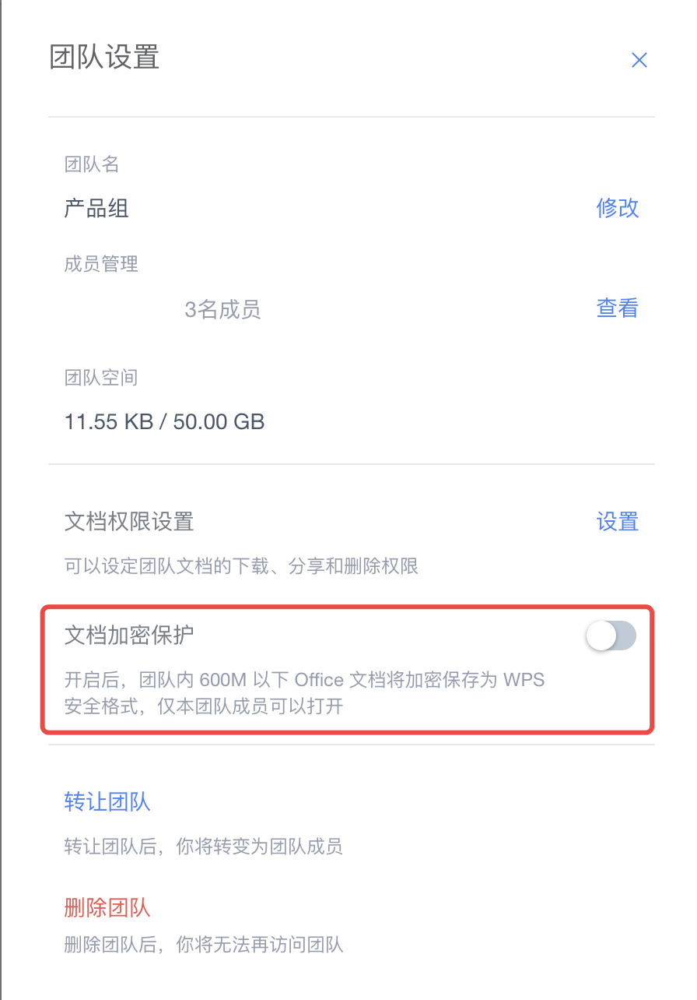 团队设置
团队名
产品组
修改
成员管理
3名成员
查看
团队空间
11.55 KB / 50.00 GB
文档权限设置
设置
可以设定团队文档的下载、分享和删除权限
文档加密保护
开启后，团队内 600M 以下 Office 文档将加密保存为 WPS
安全格式，仅本团队成员可以打开
转让团队
转让团队后，你将转变为团队成员
删除团队
删除团队后，你将无法再访问团队